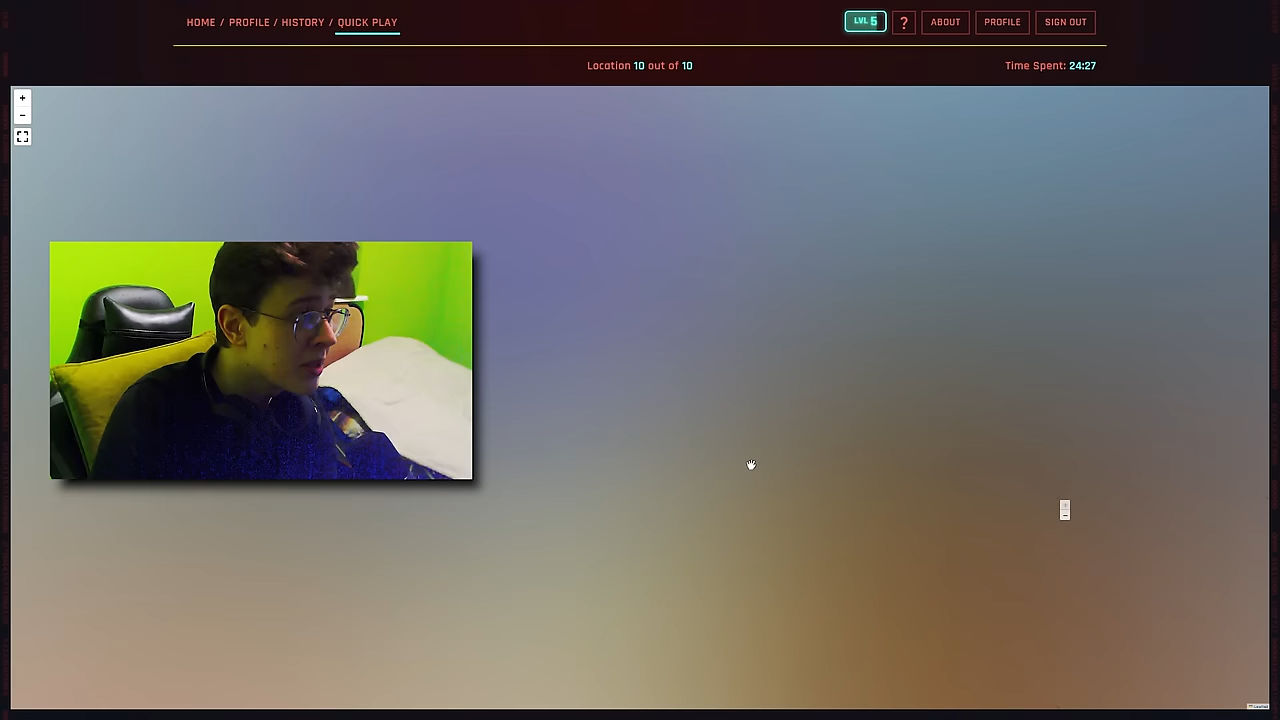 HOME / PROFILE / HISTORY / QUICK PLAY
LVL 5
?
ABOUT
PROFILE
SIGN OUT
Location 10 out of 10
Time Spent: 24:27
+
−
+
−